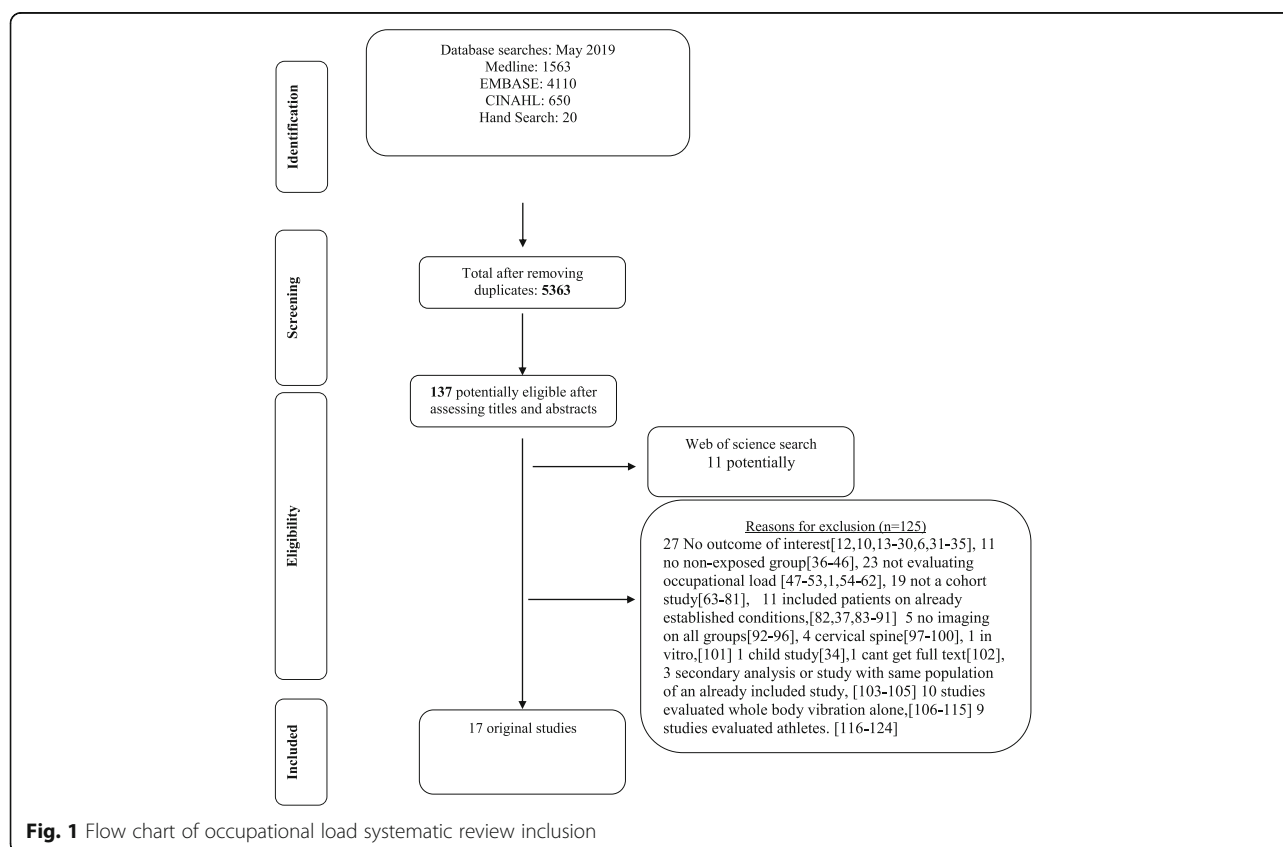 Identification
Database searches: May 2019
Medline: 1563
EMBASE: 4110
CINAHL: 650
Hand Search: 20
Screening
Total after removing
duplicates: 5363
Eligibility
137 potentially eligible after
assessing titles and abstracts
Web of science search
11 potentially
Reasons for exclusion (n=125)
27 No outcome of interest[12,10,13-30,6,31-35], 11
no non-exposed group[36-46], 23 not evaluating
occupational load [47-53,1,54-62], 19 not a cohort
study[63-81], 11 included patients on already
established conditions,[82,37,83-91] 5 no imaging
on all groups[92-96], 4 cervical spine[97-100], 1 in
vitro,[101] 1 child study[34],1 cant get full text[102],
3 secondary analysis or study with same population
of an already included study, [103-105] 10 studies
evaluated whole body vibration alone,[106-115] 9
studies evaluated athletes. [116-124]
Included
17 original studies
Fig. 1 Flow chart of occupational load systematic review inclusion